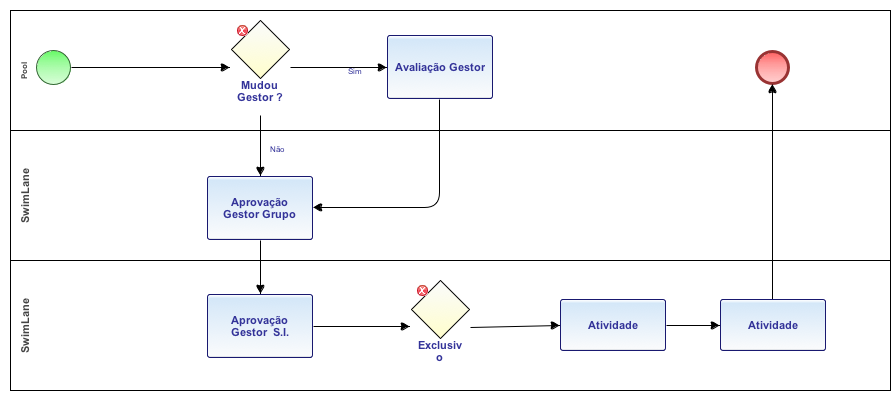 Pool
Mudou
Gestor ?
Sim
Avaliação Gestor
Não
SwimLane
Aprovação
Gestor Grupo
SwimLane
Aprovação
Gestor S.I.
Exclusiv
o
Atividade
Atividade